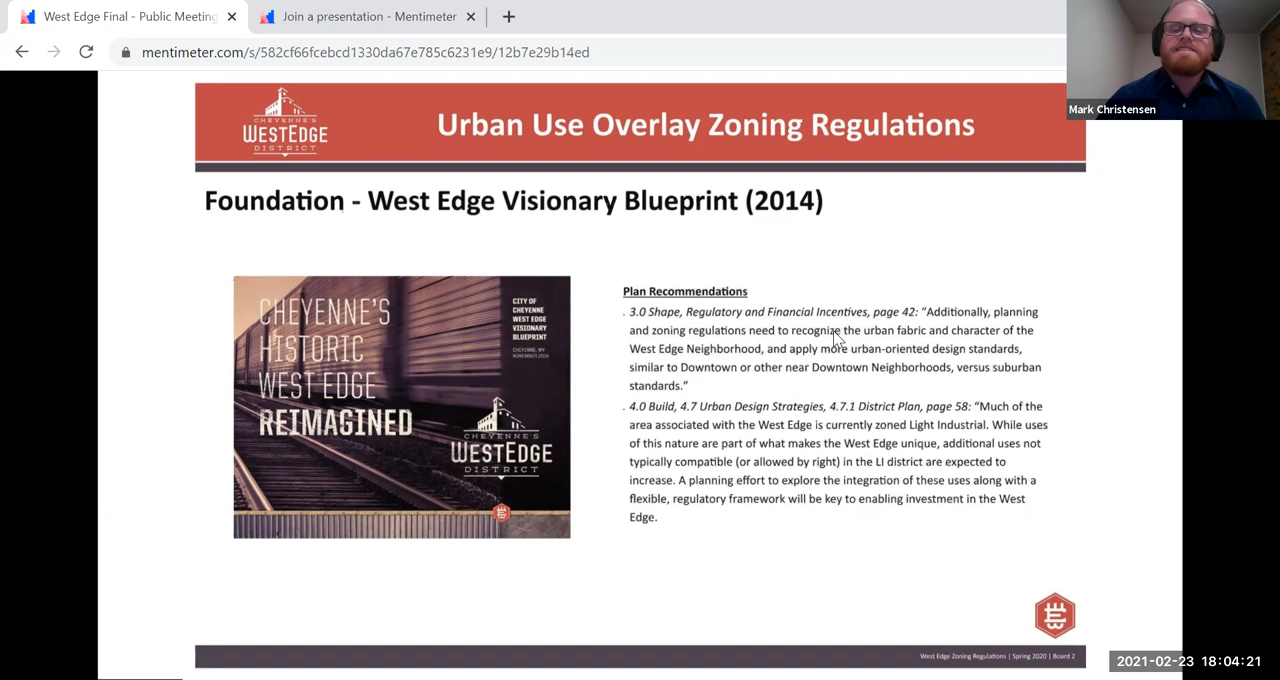 West Edge Final - Public Meeting
Join a presentation - Mentimeter
mentimeter.com/s/582cf66fcebcd1330da67e785c6231e9/12b7e29b14ed
Mark Christensen
CHEYENNE'S
WESTEDGE
DISTRICT
Urban Use Overlay Zoning Regulations
Foundation - West Edge Visionary Blueprint (2014)
CHEYENNE'S
HISTORIC
WEST EDGE
REIMAGINED
CITY OF
CHEYENNE
WEST EDGE
VISIONARY
BLUEPRINT
CHEYENNE, WY
NOVEMBER 2014
CHEYENNE'S
WESTEDGE
DISTRICT
Plan Recommendations
3.0 Shape, Regulatory and Financial Incentives, page 42: “Additionally, planning
and zoning regulations need to recognize the urban fabric and character of the
West Edge Neighborhood, and apply more urban-oriented design standards,
similar to Downtown or other near Downtown Neighborhoods, versus suburban
standards.”
4.0 Build, 4.7 Urban Design Strategies, 4.7.1 District Plan, page 58: “Much of the
area associated with the West Edge is currently zoned Light Industrial. While uses
of this nature are part of what makes the West Edge unique, additional uses not
typically compatible (or allowed by right) in the LI district are expected to
increase. A planning effort to explore the integration of these uses along with a
flexible, regulatory framework will be key to enabling investment in the West
Edge.
West Edge Zoning Regulations | Spring 2020 | Board 2
2021-02-23 18:04:21